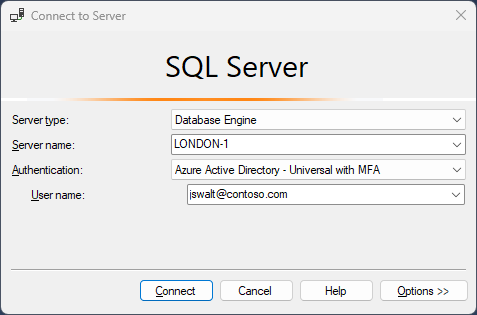 Connect to Server
SQL Server
Server type: Database Engine
Server name: LONDON-1
Authentication: Azure Active Directory - Universal with MFA
User name: jswalt@contoso.com
Connect Cancel Help Options >>